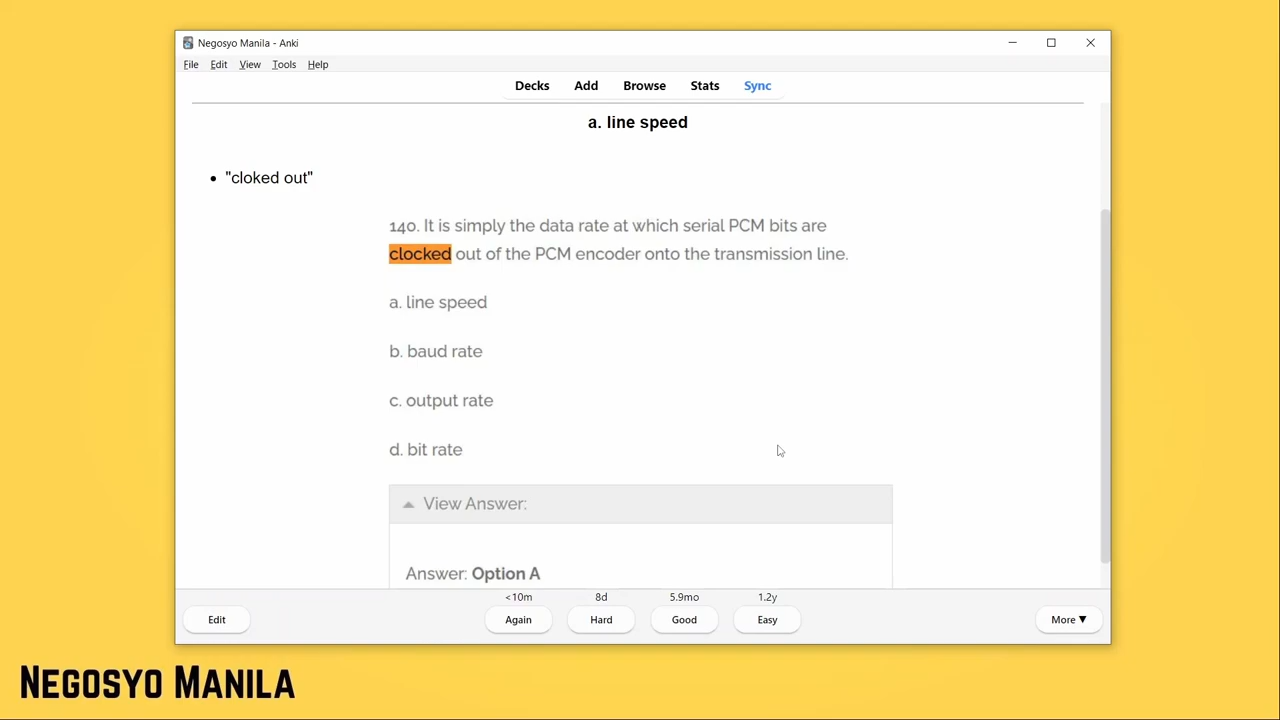 Negosyo Manila - Anki
File Edit View Tools Help
Decks Add Browse Stats Sync
a. line speed
• "cloked out"
140. It is simply the data rate at which serial PCM bits are
clocked out of the PCM encoder onto the transmission line.
a. line speed
b. baud rate
c. output rate
d. bit rate
View Answer:
Answer: Option A
<10m 8d 5.9mo 1.2y
Edit Again Hard Good Easy More ▼
NEGOSYO MANILA